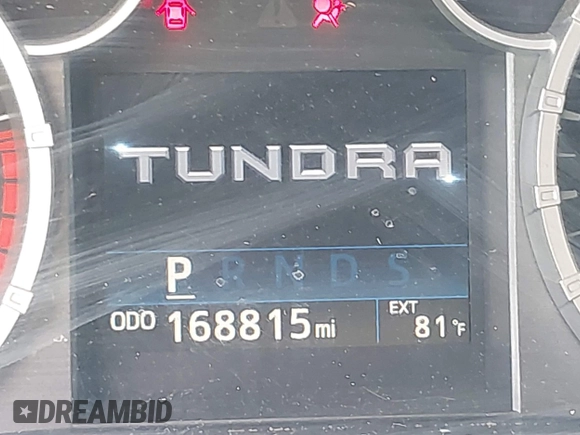 TUNDRA
P R N D S
ODO 168815 mi EXT 81°F
DREAMBID